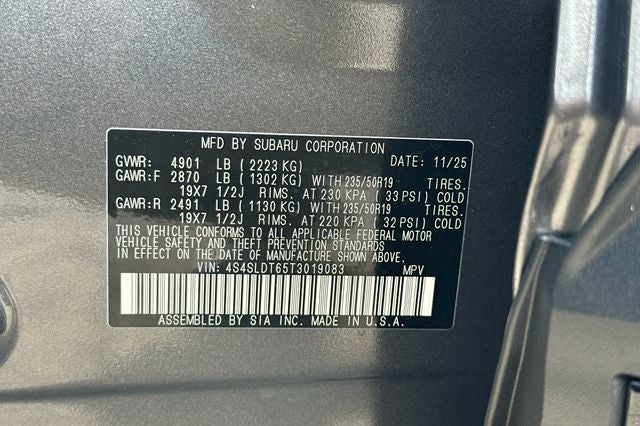 MFD BY SUBARU CORPORATION
GVWR: 4901 LB (2223 KG) DATE: 11/25
GAWR:F 2870 LB (1302 KG) WITH 235/50R19 TIRES.
19X7 1/2J RIMS. AT 230 KPA (33 PSI) COLD
GAWR:R 2491 LB (1130 KG) WITH 235/50R19 TIRES.
19X7 1/2J RIMS. AT 220 KPA (32 PSI) COLD
THIS VEHICLE CONFORMS TO ALL APPLICABLE FEDERAL MOTOR
VEHICLE SAFETY AND THEFT PREVENTION STANDARDS
IN EFFECT ON THE DATE OF MANUFACTURE SHOWN ABOVE.
VIN: 4S4SLDT65T3019083 MPV
ASSEMBLED BY SIA INC. MADE IN U.S.A.